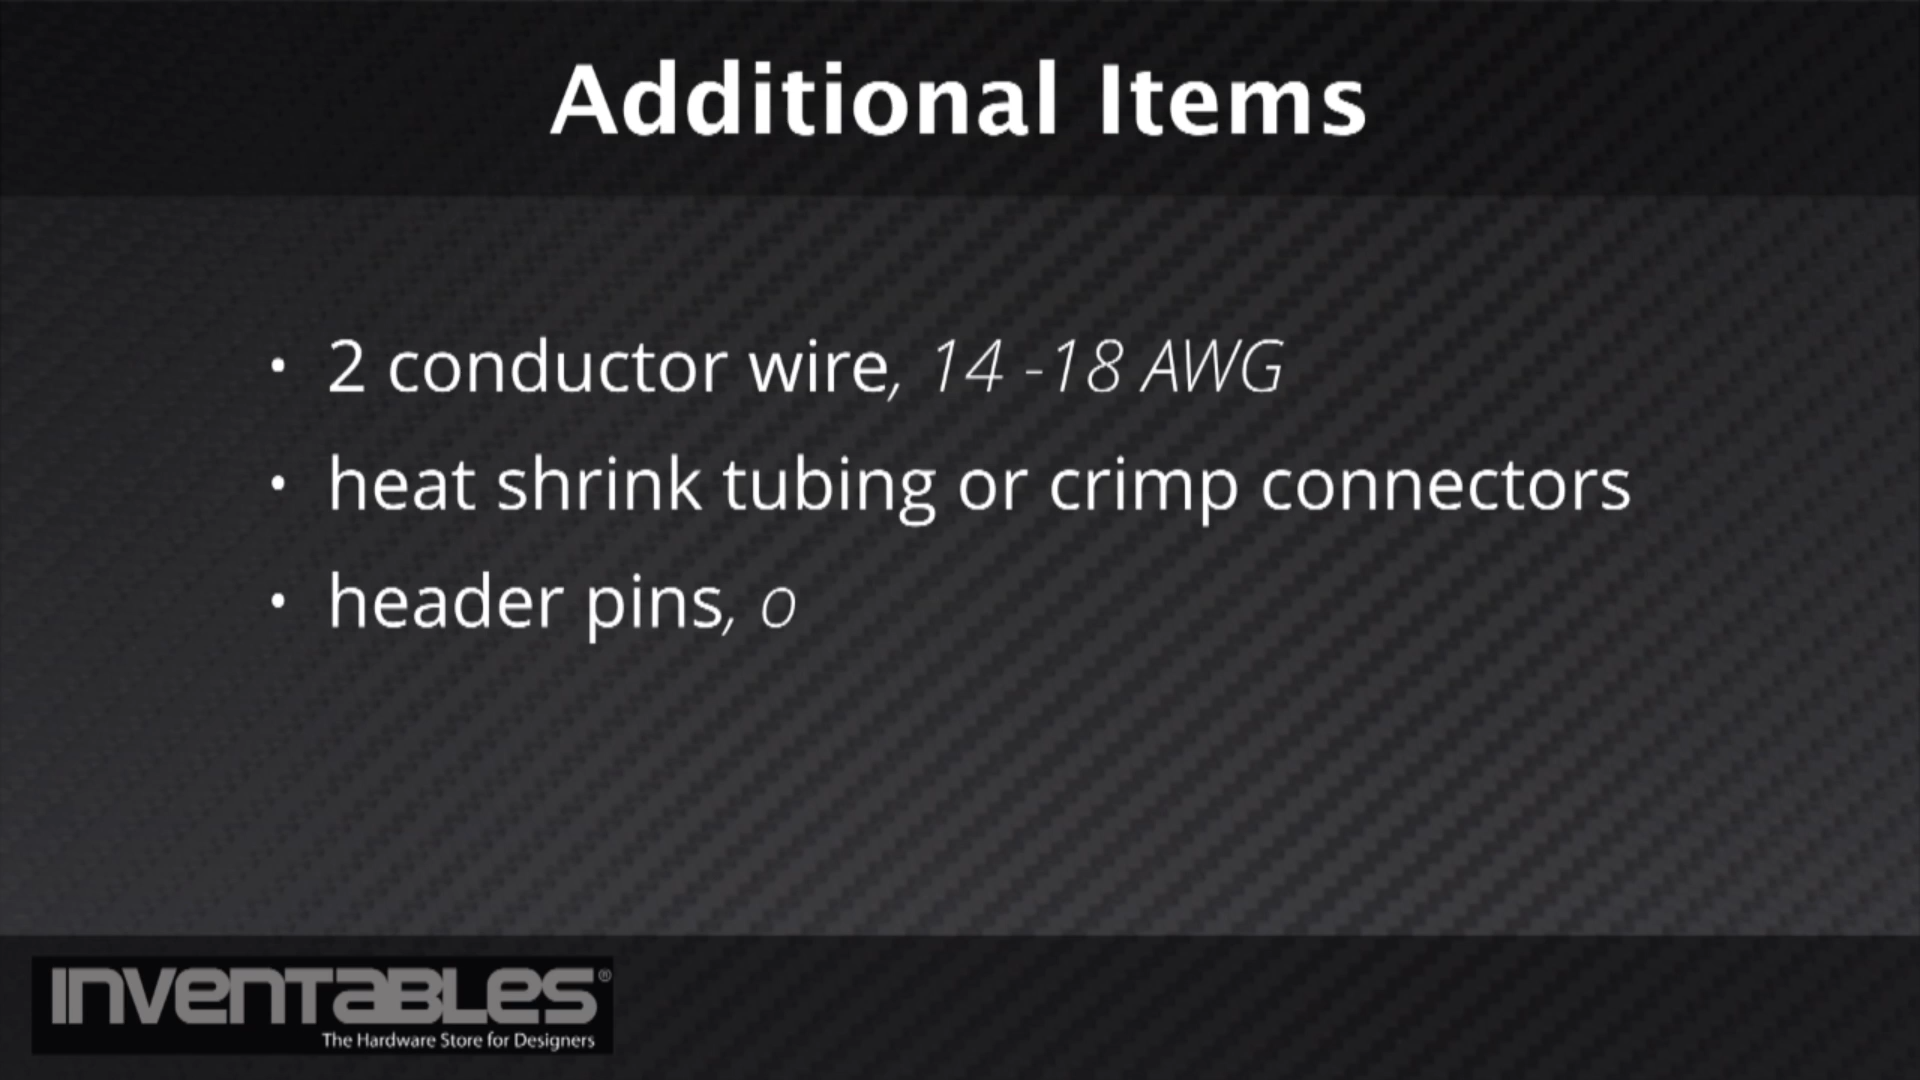 Additional Items
• 2 conductor wire, 14 -18 AWG
• heat shrink tubing or crimp connectors
• header pins, o
INVENTABLES®
The Hardware Store for Designers